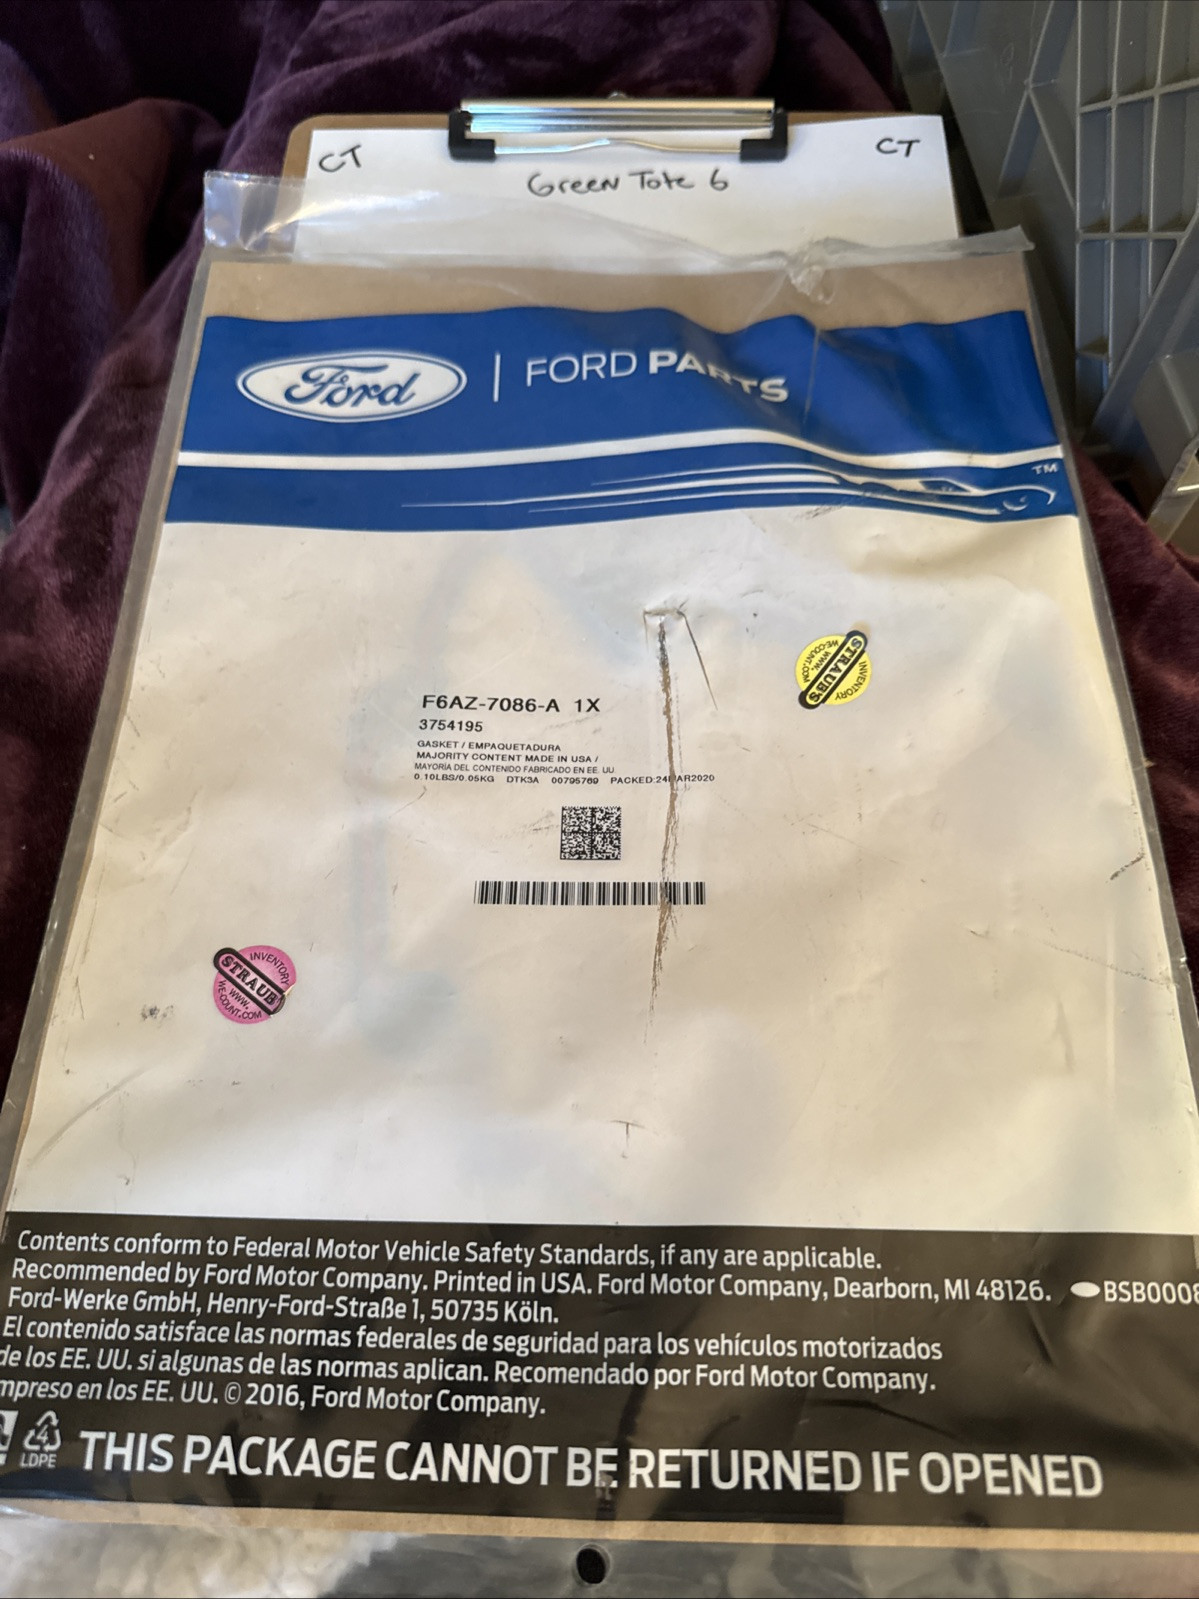 CT
CT
Green Tote 6
Ford | FORD PARTS
TM
F6AZ-7086-A 1X
3754195
GASKET / EMPAQUETADURA
MAJORITY CONTENT MADE IN USA /
MAYORÍA DEL CONTENIDO FABRICADO EN EE. UU
0.10LBS/0.05KG DTK3A 00795769 PACKED:24MAR2020
INVENTORY
STRAUB'S
WWW.
WE-COUNT.COM
INVENTORY
STRAUB
WWW.
WE-COUNT.COM
Contents conform to Federal Motor Vehicle Safety Standards, if any are applicable.
Recommended by Ford Motor Company. Printed in USA. Ford Motor Company, Dearborn, MI 48126. BSB0008
Ford-Werke GmbH, Henry-Ford-Straße 1, 50735 Köln.
El contenido satisface las normas federales de seguridad para los vehículos motorizados
de los EE. UU. si algunas de las normas aplican. Recomendado por Ford Motor Company.
mpreso en los EE. UU. © 2016, Ford Motor Company.
4
LDPE
THIS PACKAGE CANNOT BE RETURNED IF OPENED